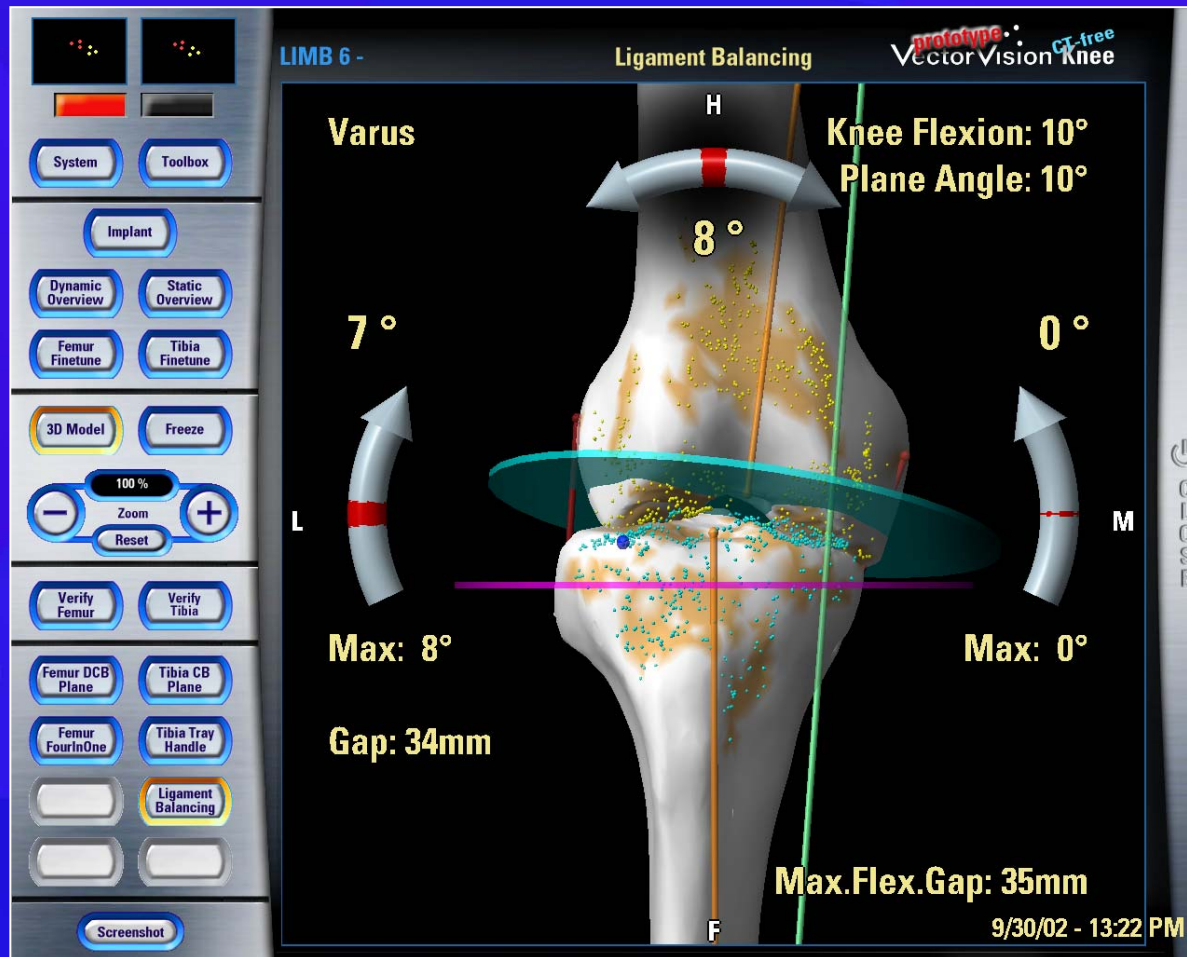 LIMB 6 -
Ligament Balancing
prototype
VectorVision Knee
CT-free
System
Toolbox
Implant
Dynamic
Overview
Static
Overview
Femur
Finetune
Tibia
Finetune
3D Model
Freeze
100 %
Zoom
Reset
Verify
Femur
Verify
Tibia
Femur DCB
Plane
Tibia CB
Plane
Femur
FourInOne
Tibia Tray
Handle
Ligament
Balancing
Screenshot
H
Varus
Knee Flexion: 10°
Plane Angle: 10°
8 °
7 °
0 °
L
M
Max: 8°
Max: 0°
Gap: 34mm
Max.Flex.Gap: 35mm
F
9/30/02 - 13:22 PM